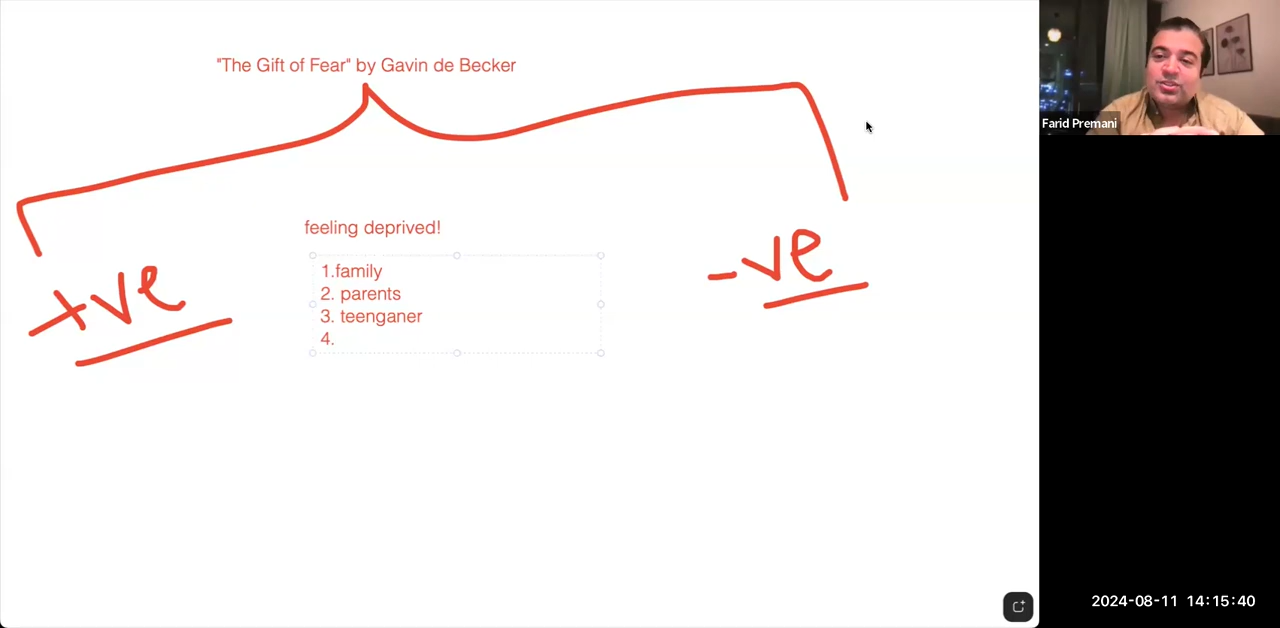 "The Gift of Fear" by Gavin de Becker
Farid Premani
feeling deprived!
+ve
-ve
1.family
2. parents
3. teenganer
4.
2024-08-11 14:15:40